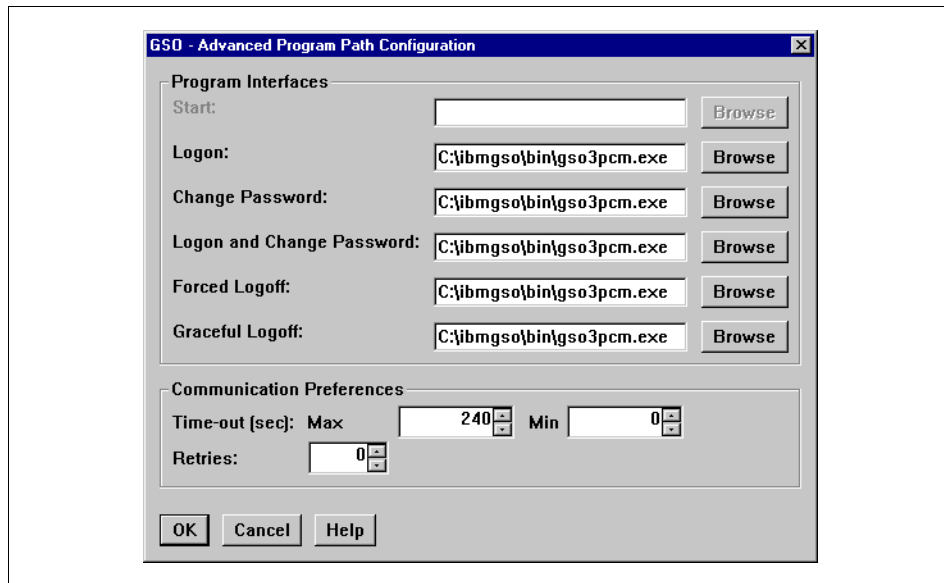 GSO - Advanced Program Path Configuration
Program Interfaces
Start: Browse
Logon: C:\ibmgso\bin\gso3pcm.exe Browse
Change Password: C:\ibmgso\bin\gso3pcm.exe Browse
Logon and Change Password: C:\ibmgso\bin\gso3pcm.exe Browse
Forced Logoff: C:\ibmgso\bin\gso3pcm.exe Browse
Graceful Logoff: C:\ibmgso\bin\gso3pcm.exe Browse
Communication Preferences
Time-out (sec): Max 240 Min 0
Retries: 0
OK Cancel Help